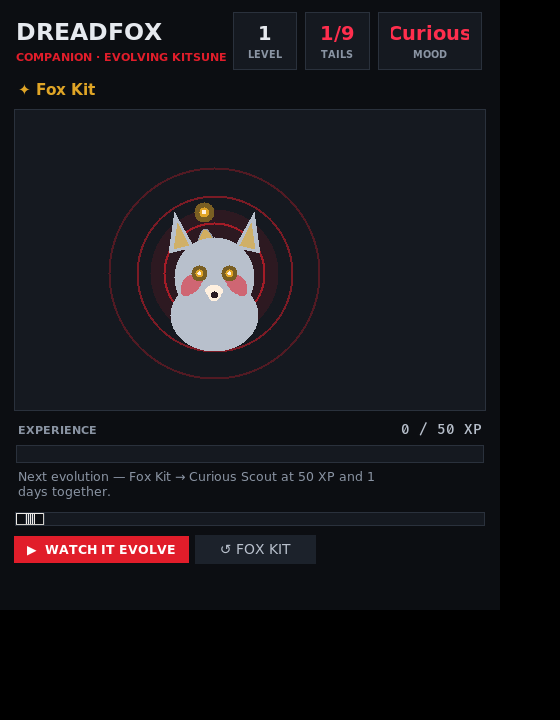 DREADFOX
COMPANION · EVOLVING KITSUNE
1
LEVEL
1/9
TAILS
Curious
MOOD
✦ Fox Kit
EXPERIENCE
0 / 50 XP
Next evolution — Fox Kit → Curious Scout at 50 XP and 1
days together.
▶ WATCH IT EVOLVE
↺ FOX KIT